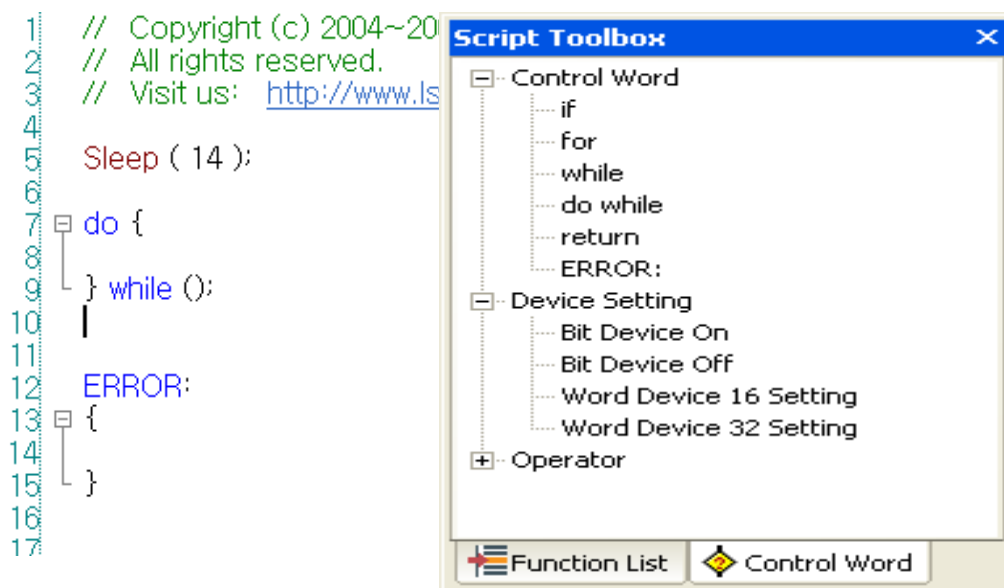 1 // Copyright (c) 2004~20
2 // All rights reserved.
3 // Visit us: http://www.ls
4
5 Sleep ( 14 );
6
7 do {
8
9 } while ();
10
11
12 ERROR:
13 {
14
15 }
16
17
Script Toolbox
Control Word
if
for
while
do while
return
ERROR:
Device Setting
Bit Device On
Bit Device Off
Word Device 16 Setting
Word Device 32 Setting
Operator
Function List
Control Word